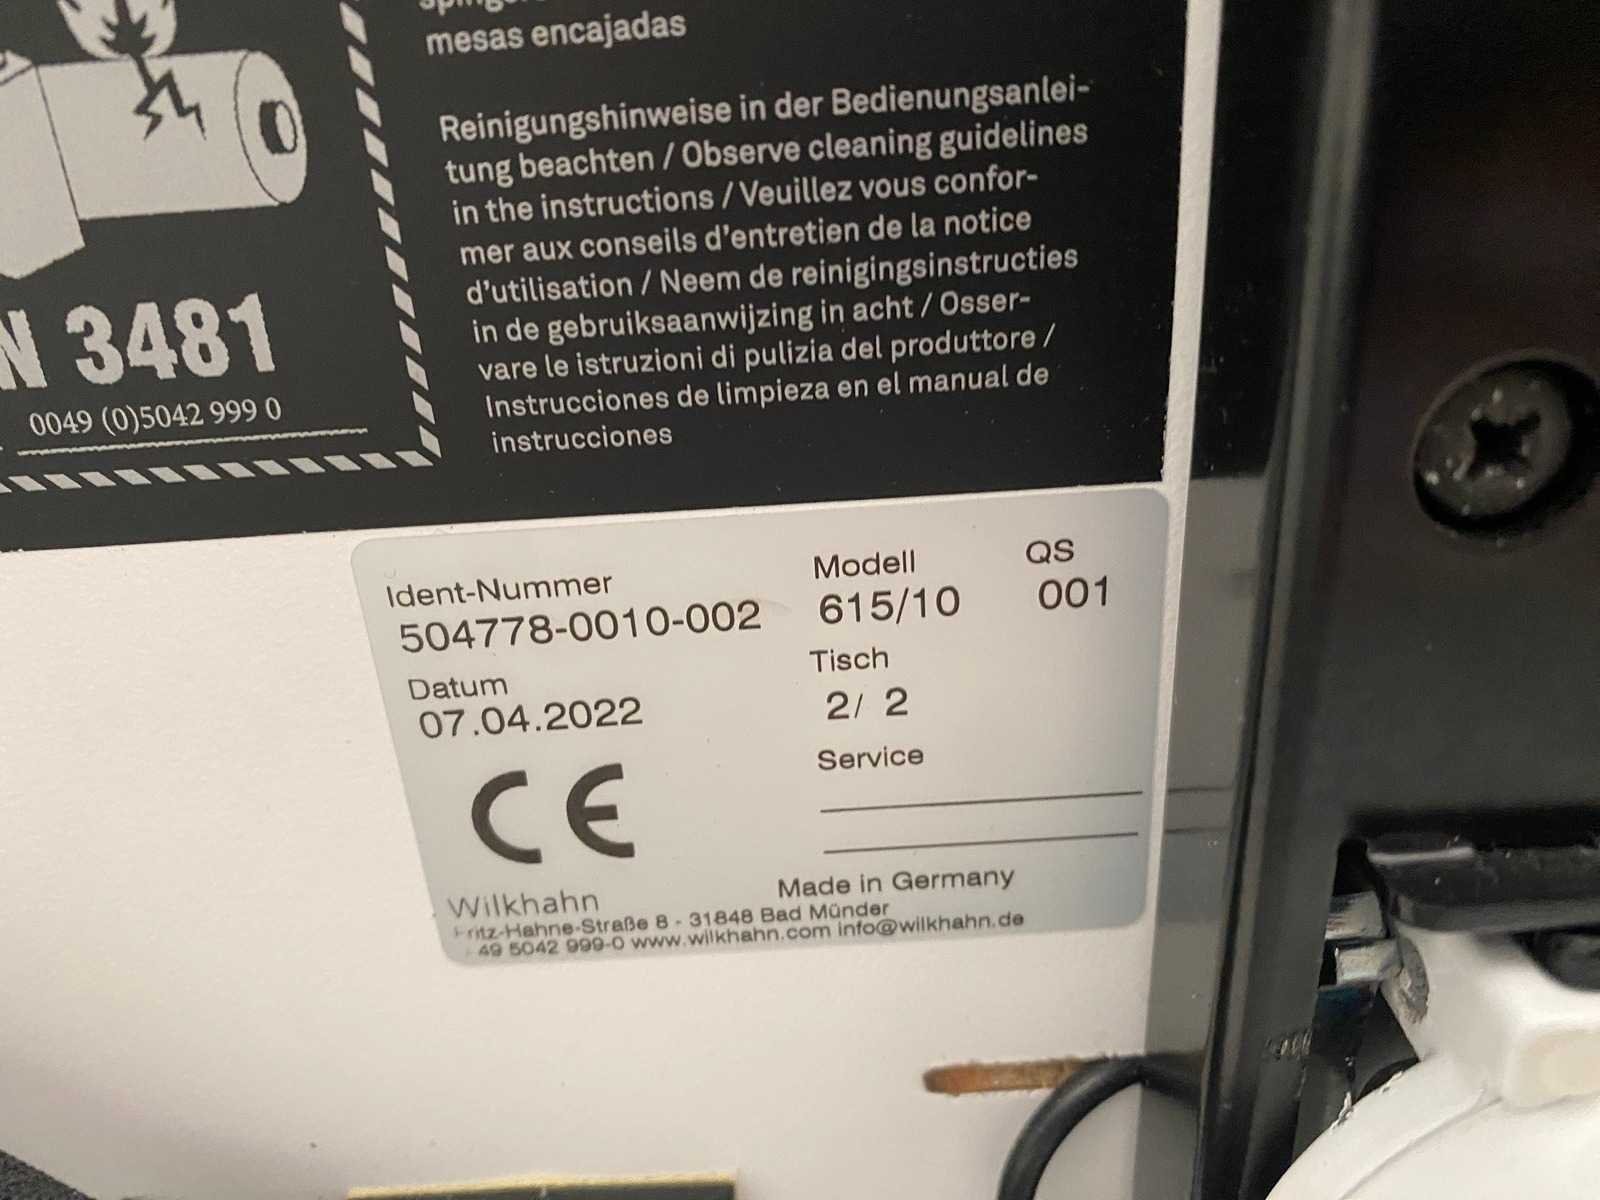 mesas encajadas
Reinigungshinweise in der Bedienungsanlei-
tung beachten / Observe cleaning guidelines
in the instructions / Veuillez vous confor-
mer aux conseils d'entretien de la notice
d'utilisation / Neem de reinigingsinstructies
in de gebruiksaanwijzing in acht / Osser-
vare le istruzioni di pulizia del produttore /
Instrucciones de limpieza en el manual de
instrucciones
N 3481
0049 (0)5042 999 0
Ident-Nummer
504778-0010-002
Modell
615/10
QS
001
Datum
07.04.2022
Tisch
2/ 2
Service
CE
Made in Germany
Wilkhahn
Fritz-Hahne-Straße 8 - 31848 Bad Münder
49 5042 999-0 www.wilkhahn.com info@wilkhahn.de